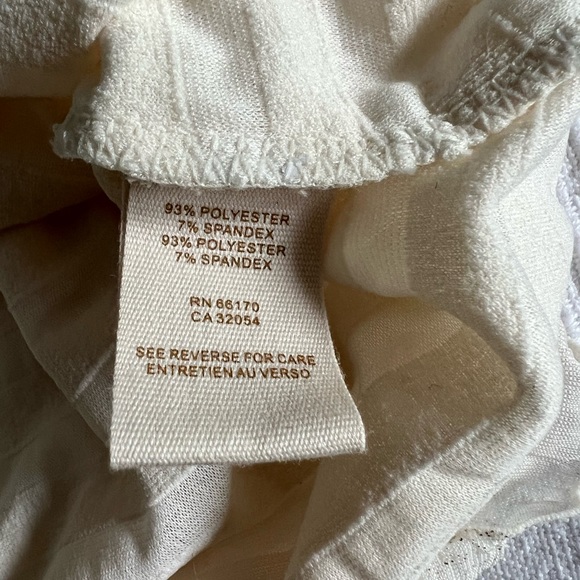 93% POLYESTER
7% SPANDEX
93% POLYESTER
7% SPANDEX
RN 66170
CA 32054
SEE REVERSE FOR CARE
ENTRETIEN AU VERSO